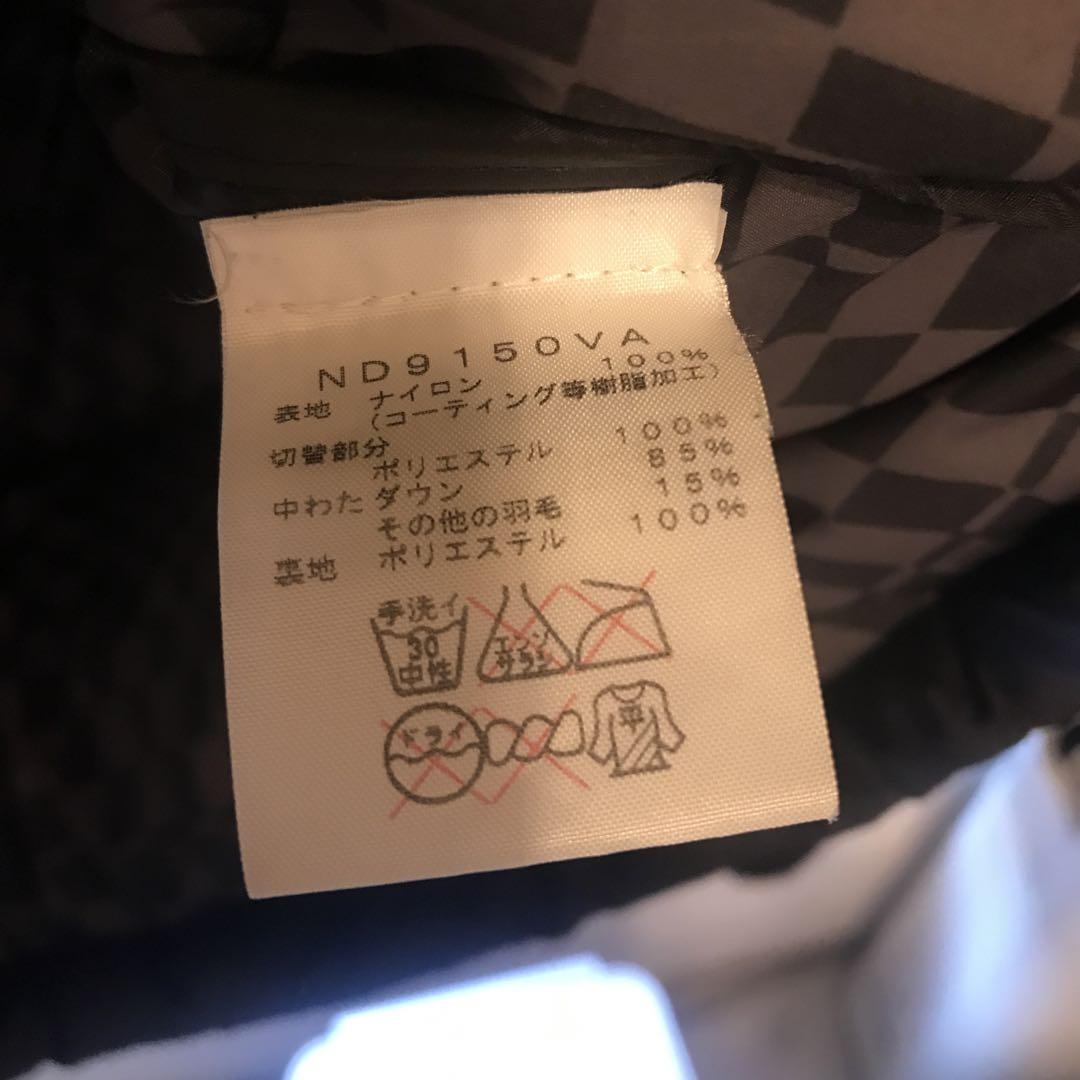 ND9150VA
表地 ナイロン 100%
(コーティング等樹脂加工)
切替部分
ポリエステル 100%
中わた ダウン 85%
その他の羽毛 15%
裏地 ポリエステル 100%
手洗イ
30
中性
エンソ
サラシ
ドライ
平